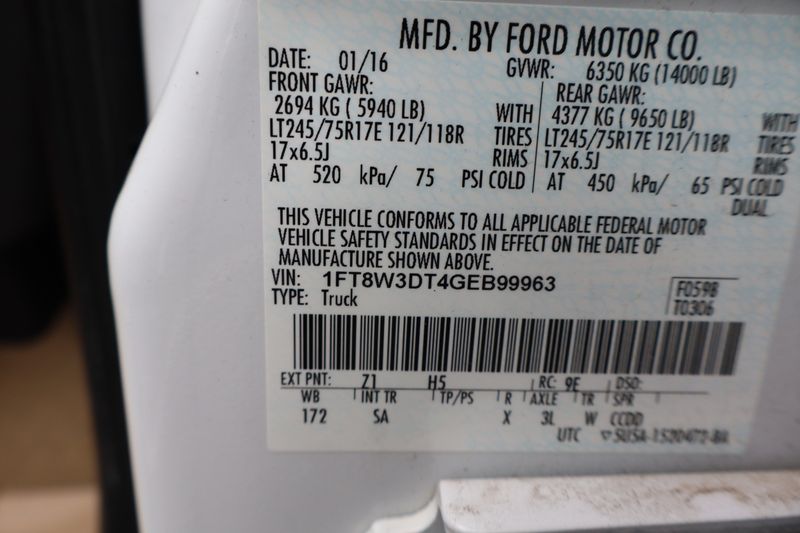 MFD. BY FORD MOTOR CO.
DATE: 01/16 GVWR: 6350 KG (14000 LB)
FRONT GAWR: REAR GAWR:
2694 KG ( 5940 LB) WITH 4377 KG ( 9650 LB) WITH
LT245/75R17E 121/118R TIRES LT245/75R17E 121/118R TIRES
17x6.5J RIMS 17x6.5J RIMS
AT 520 kPa/ 75 PSI COLD AT 450 kPa/ 65 PSI COLD
DUAL
THIS VEHICLE CONFORMS TO ALL APPLICABLE FEDERAL MOTOR
VEHICLE SAFETY STANDARDS IN EFFECT ON THE DATE OF
MANUFACTURE SHOWN ABOVE.
VIN: 1FT8W3DT4GEB99963 F0598
TYPE: Truck T0306
EXT PNT: Z1 H5 RC: 9E DSO:
WB INT TR TP/PS R AXLE TR SPR
172 SA X 3L W CCDD
UTC